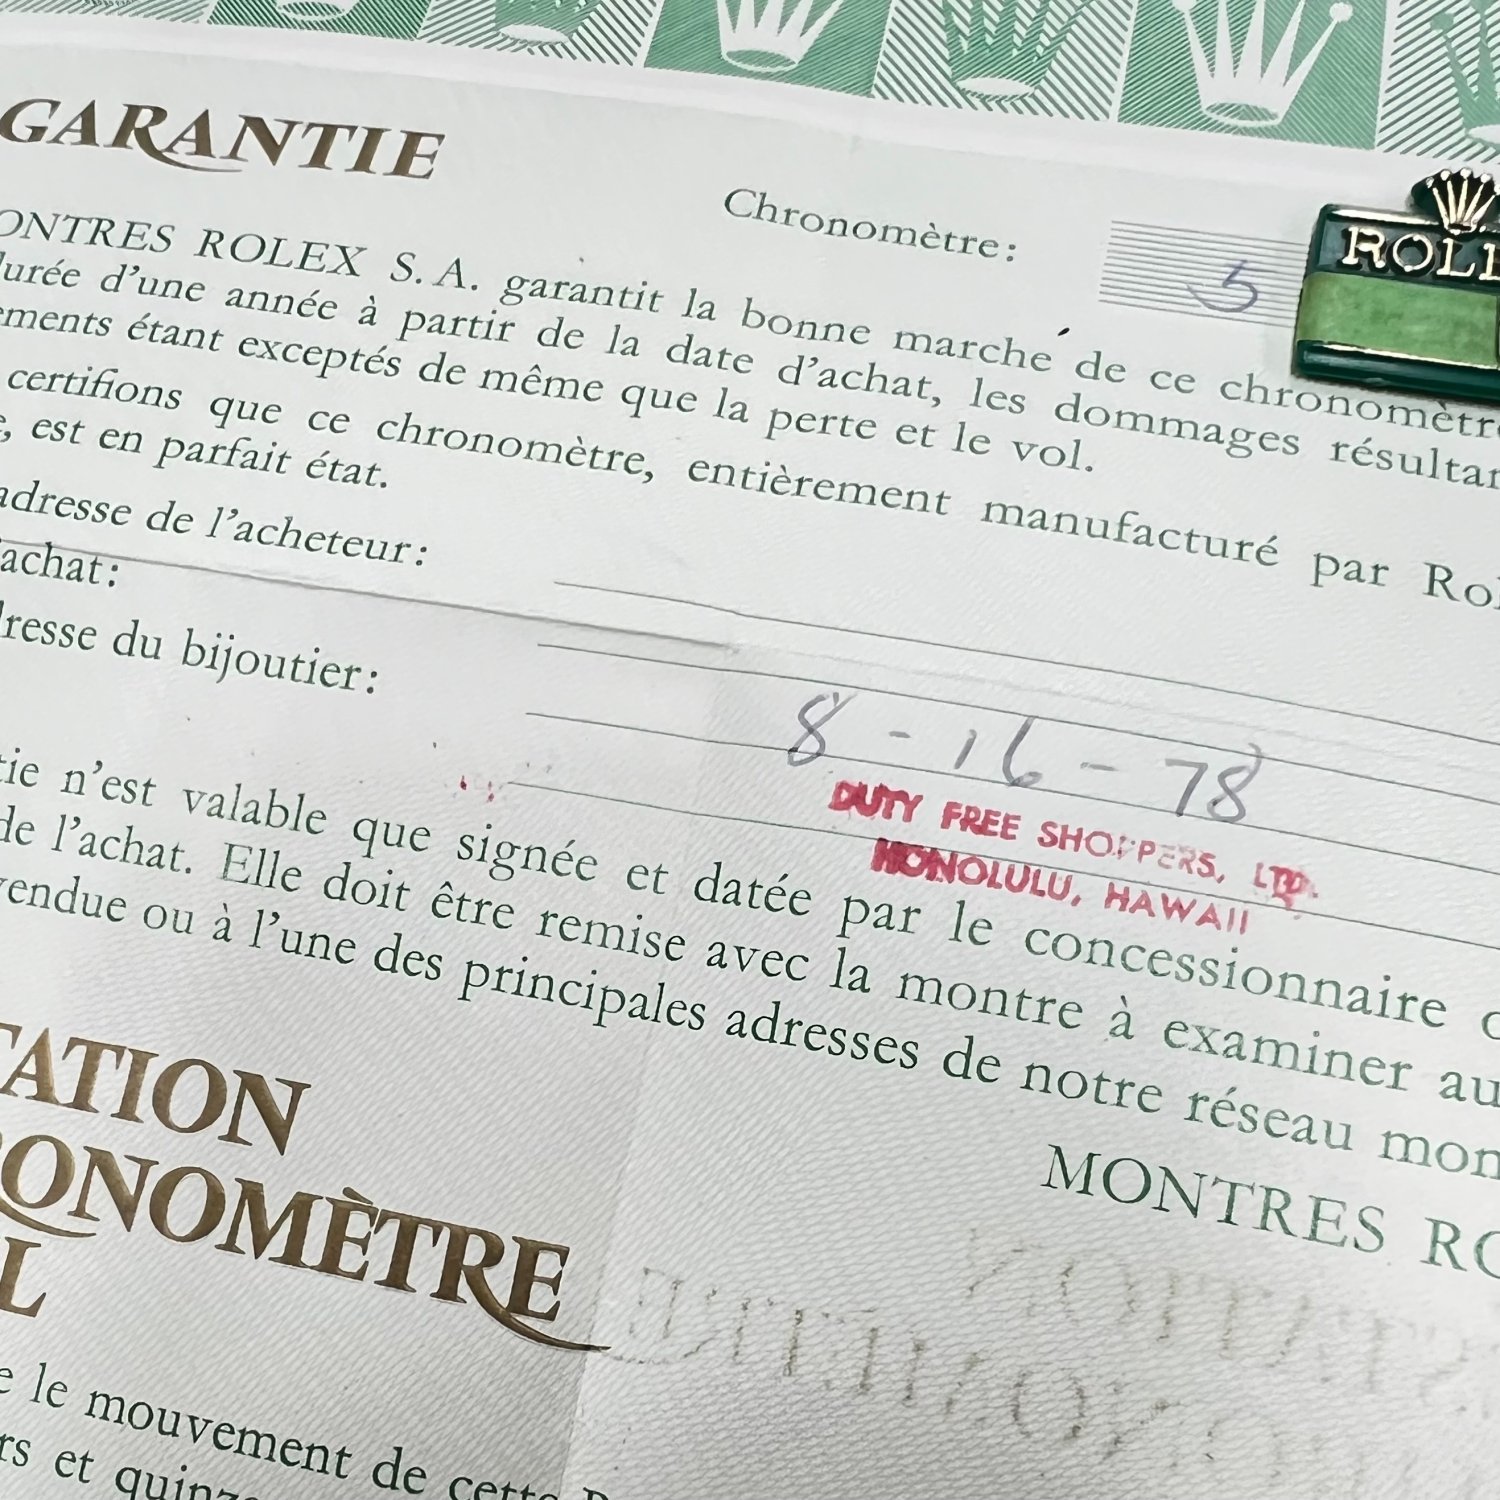 GARANTIE
Chronomètre:
5
ROLE
ONTRES ROLEX S.A. garantit la bonne marche de ce chronomètr
durée d'une année à partir de la date d'achat, les dommages résultan
ements étant exceptés de même que la perte et le vol.
certifions que ce chronomètre, entièrement manufacturé par Rol
e, est en parfait état.
adresse de l'acheteur:
'achat:
8-16-78
dresse du bijoutier:
DUTY FREE SHOPPERS, LTD.
HONOLULU, HAWAII
tie n'est valable que signée et datée par le concessionnaire o
de l'achat. Elle doit être remise avec la montre à examiner au
vendue ou à l'une des principales adresses de notre réseau mon
MONTRES RO
TATION
RONOMÈTRE
L
e le mouvement de cette
rs et quinze